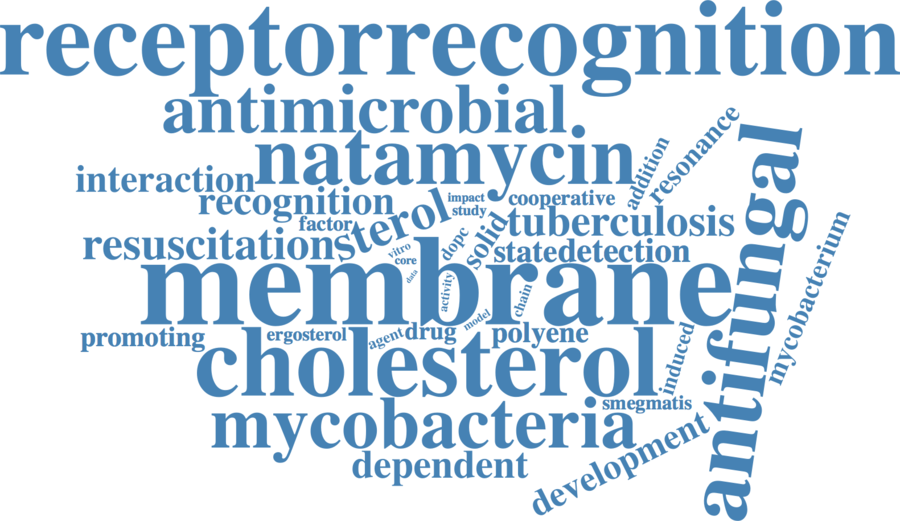 receptorrecognition
antimicrobial
natamycin
addition
resonance
interaction
recognition
impact
study
cooperative
factor
sterol
tuberculosis
resuscitation
vitro
core
data
dopc
solid
statedetection
membrane
activity
chain
model
antifungal
mycobacterium
promoting
ergosterol
agent
drug
polyene
induced
cholesterol
smegmatis
mycobacteria
development
dependent